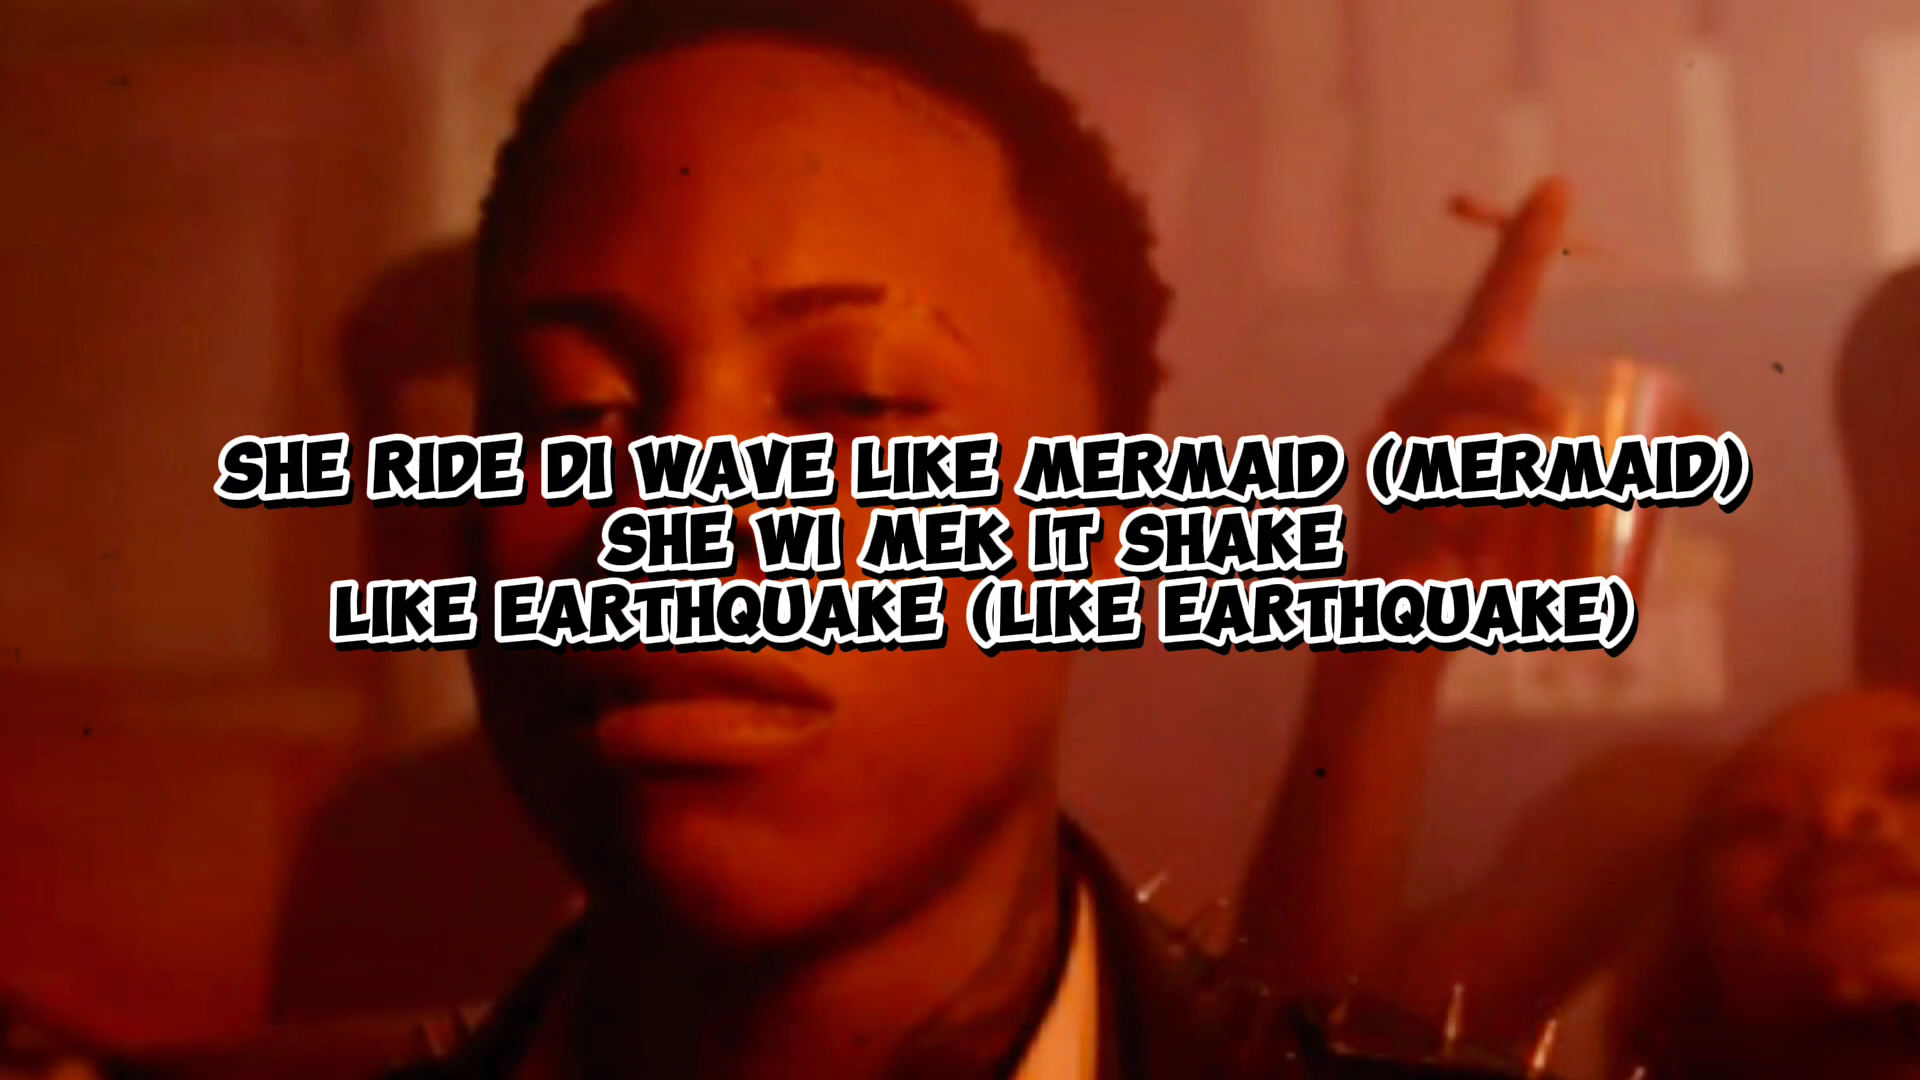 SHE RIDE DI WAVE LIKE MERMAID (MERMAID)
SHE WI MEK IT SHAKE
LIKE EARTHQUAKE (LIKE EARTHQUAKE)